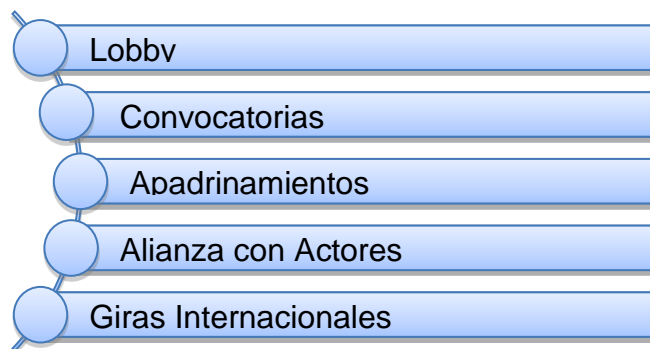 Lobby
Convocatorias
Apadrinamientos
Alianza con Actores
Giras Internacionales